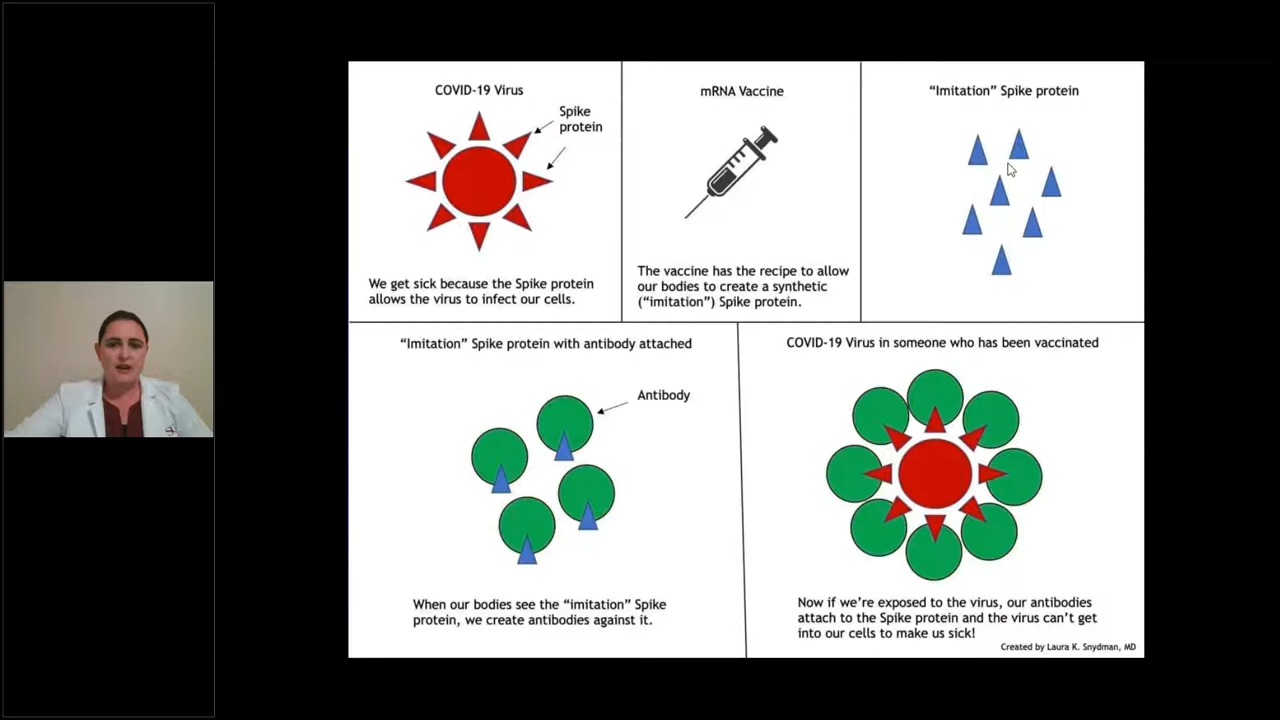 COVID-19 Virus
Spike
protein
We get sick because the Spike protein
allows the virus to infect our cells.
mRNA Vaccine
The vaccine has the recipe to allow
our bodies to create a synthetic
(“imitation”) Spike protein.
“Imitation” Spike protein
“Imitation” Spike protein with antibody attached
Antibody
When our bodies see the “imitation” Spike
protein, we create antibodies against it.
COVID-19 Virus in someone who has been vaccinated
Now if we’re exposed to the virus, our antibodies
attach to the Spike protein and the virus can’t get
into our cells to make us sick!
Created by Laura K. Snydman, MD